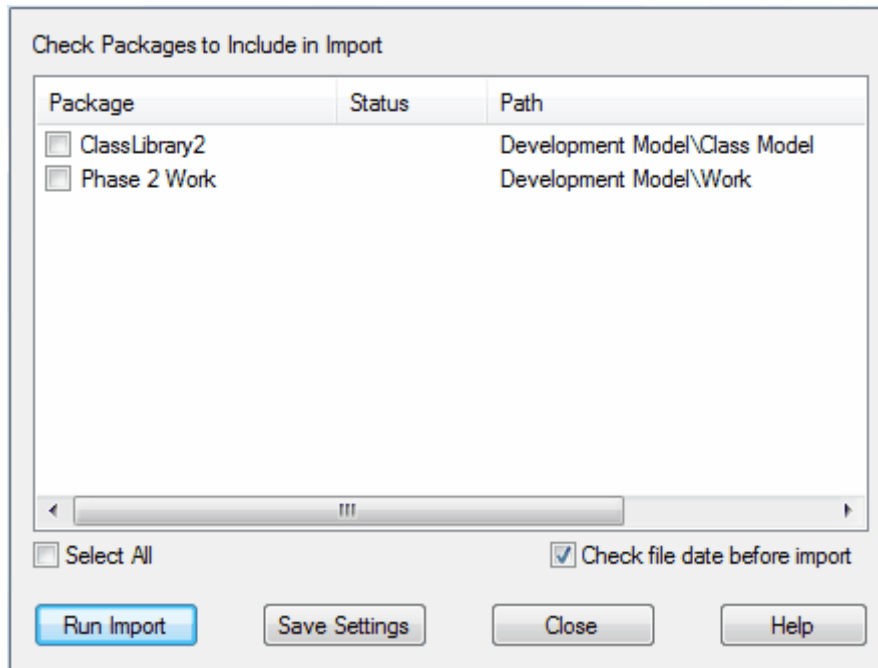 Check Packages to Include in Import
Package Status Path
ClassLibrary2 Development Model\Class Model
Phase 2 Work Development Model\Work
Select All Check file date before import
Run Import Save Settings Close Help